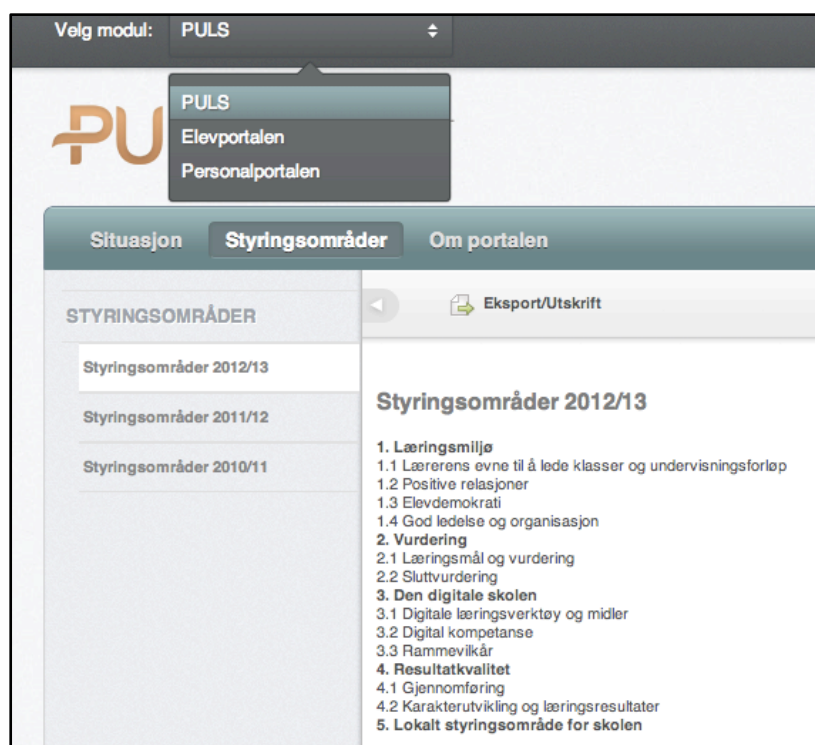 Velg modul: PULS
PULS
Elevportalen
Personalportalen
PU
Situasjon Styringsområder Om portalen
STYRINGSOMRÅDER
Styringsområder 2012/13
Styringsområder 2011/12
Styringsområder 2010/11
Eksport/Utskrift
Styringsområder 2012/13
1. Læringsmiljø
1.1 Lærerens evne til å lede klasser og undervisningsforløp
1.2 Positive relasjoner
1.3 Elevdemokrati
1.4 God ledelse og organisasjon
2. Vurdering
2.1 Læringsmål og vurdering
2.2 Sluttvurdering
3. Den digitale skolen
3.1 Digitale læringsverktøy og midler
3.2 Digital kompetanse
3.3 Rammevilkår
4. Resultatkvalitet
4.1 Gjennomføring
4.2 Karakterutvikling og læringsresultater
5. Lokalt styringsområde for skolen